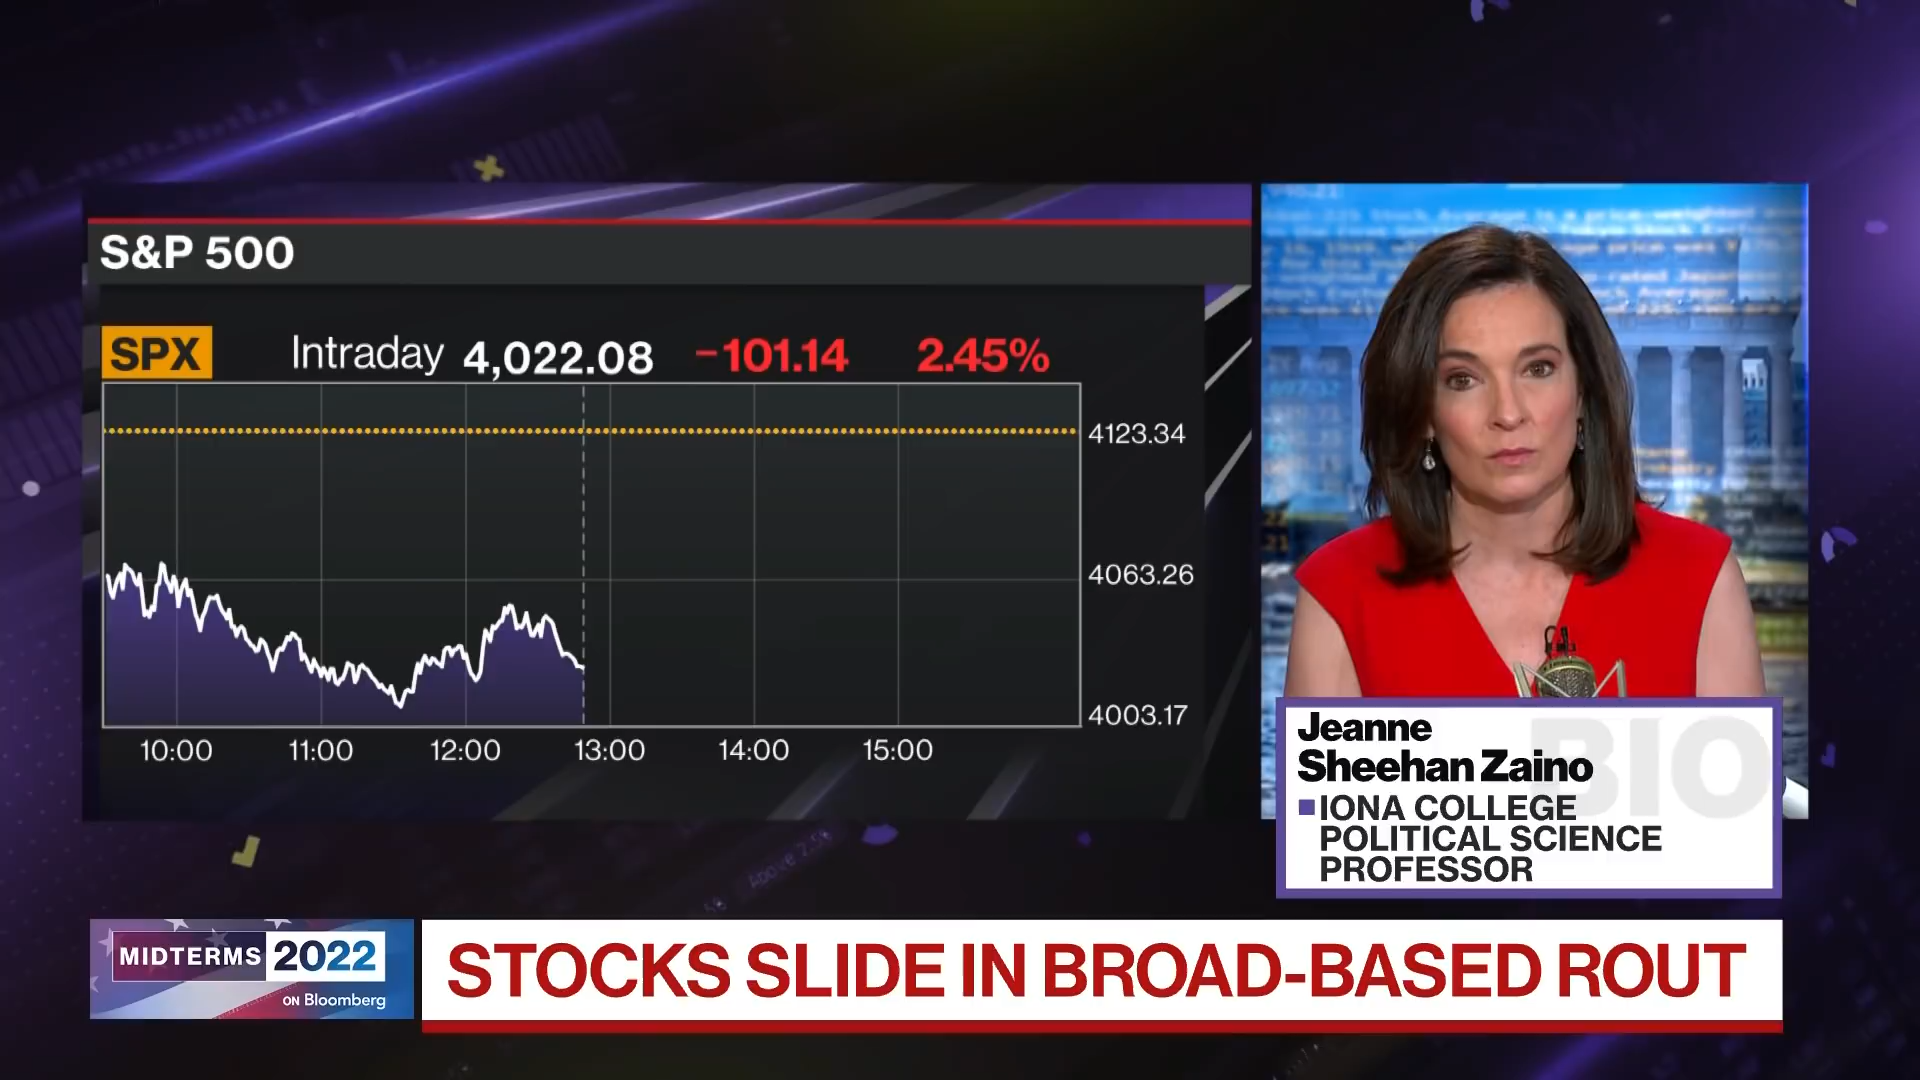 S&P 500
SPX Intraday 4,022.08 -101.14 2.45%
4123.34
4063.26
4003.17
10:00 11:00 12:00 13:00 14:00 15:00
BIO
Jeanne
Sheehan Zaino
IONA COLLEGE
POLITICAL SCIENCE
PROFESSOR
MIDTERMS 2022
ON Bloomberg
STOCKS SLIDE IN BROAD-BASED ROUT